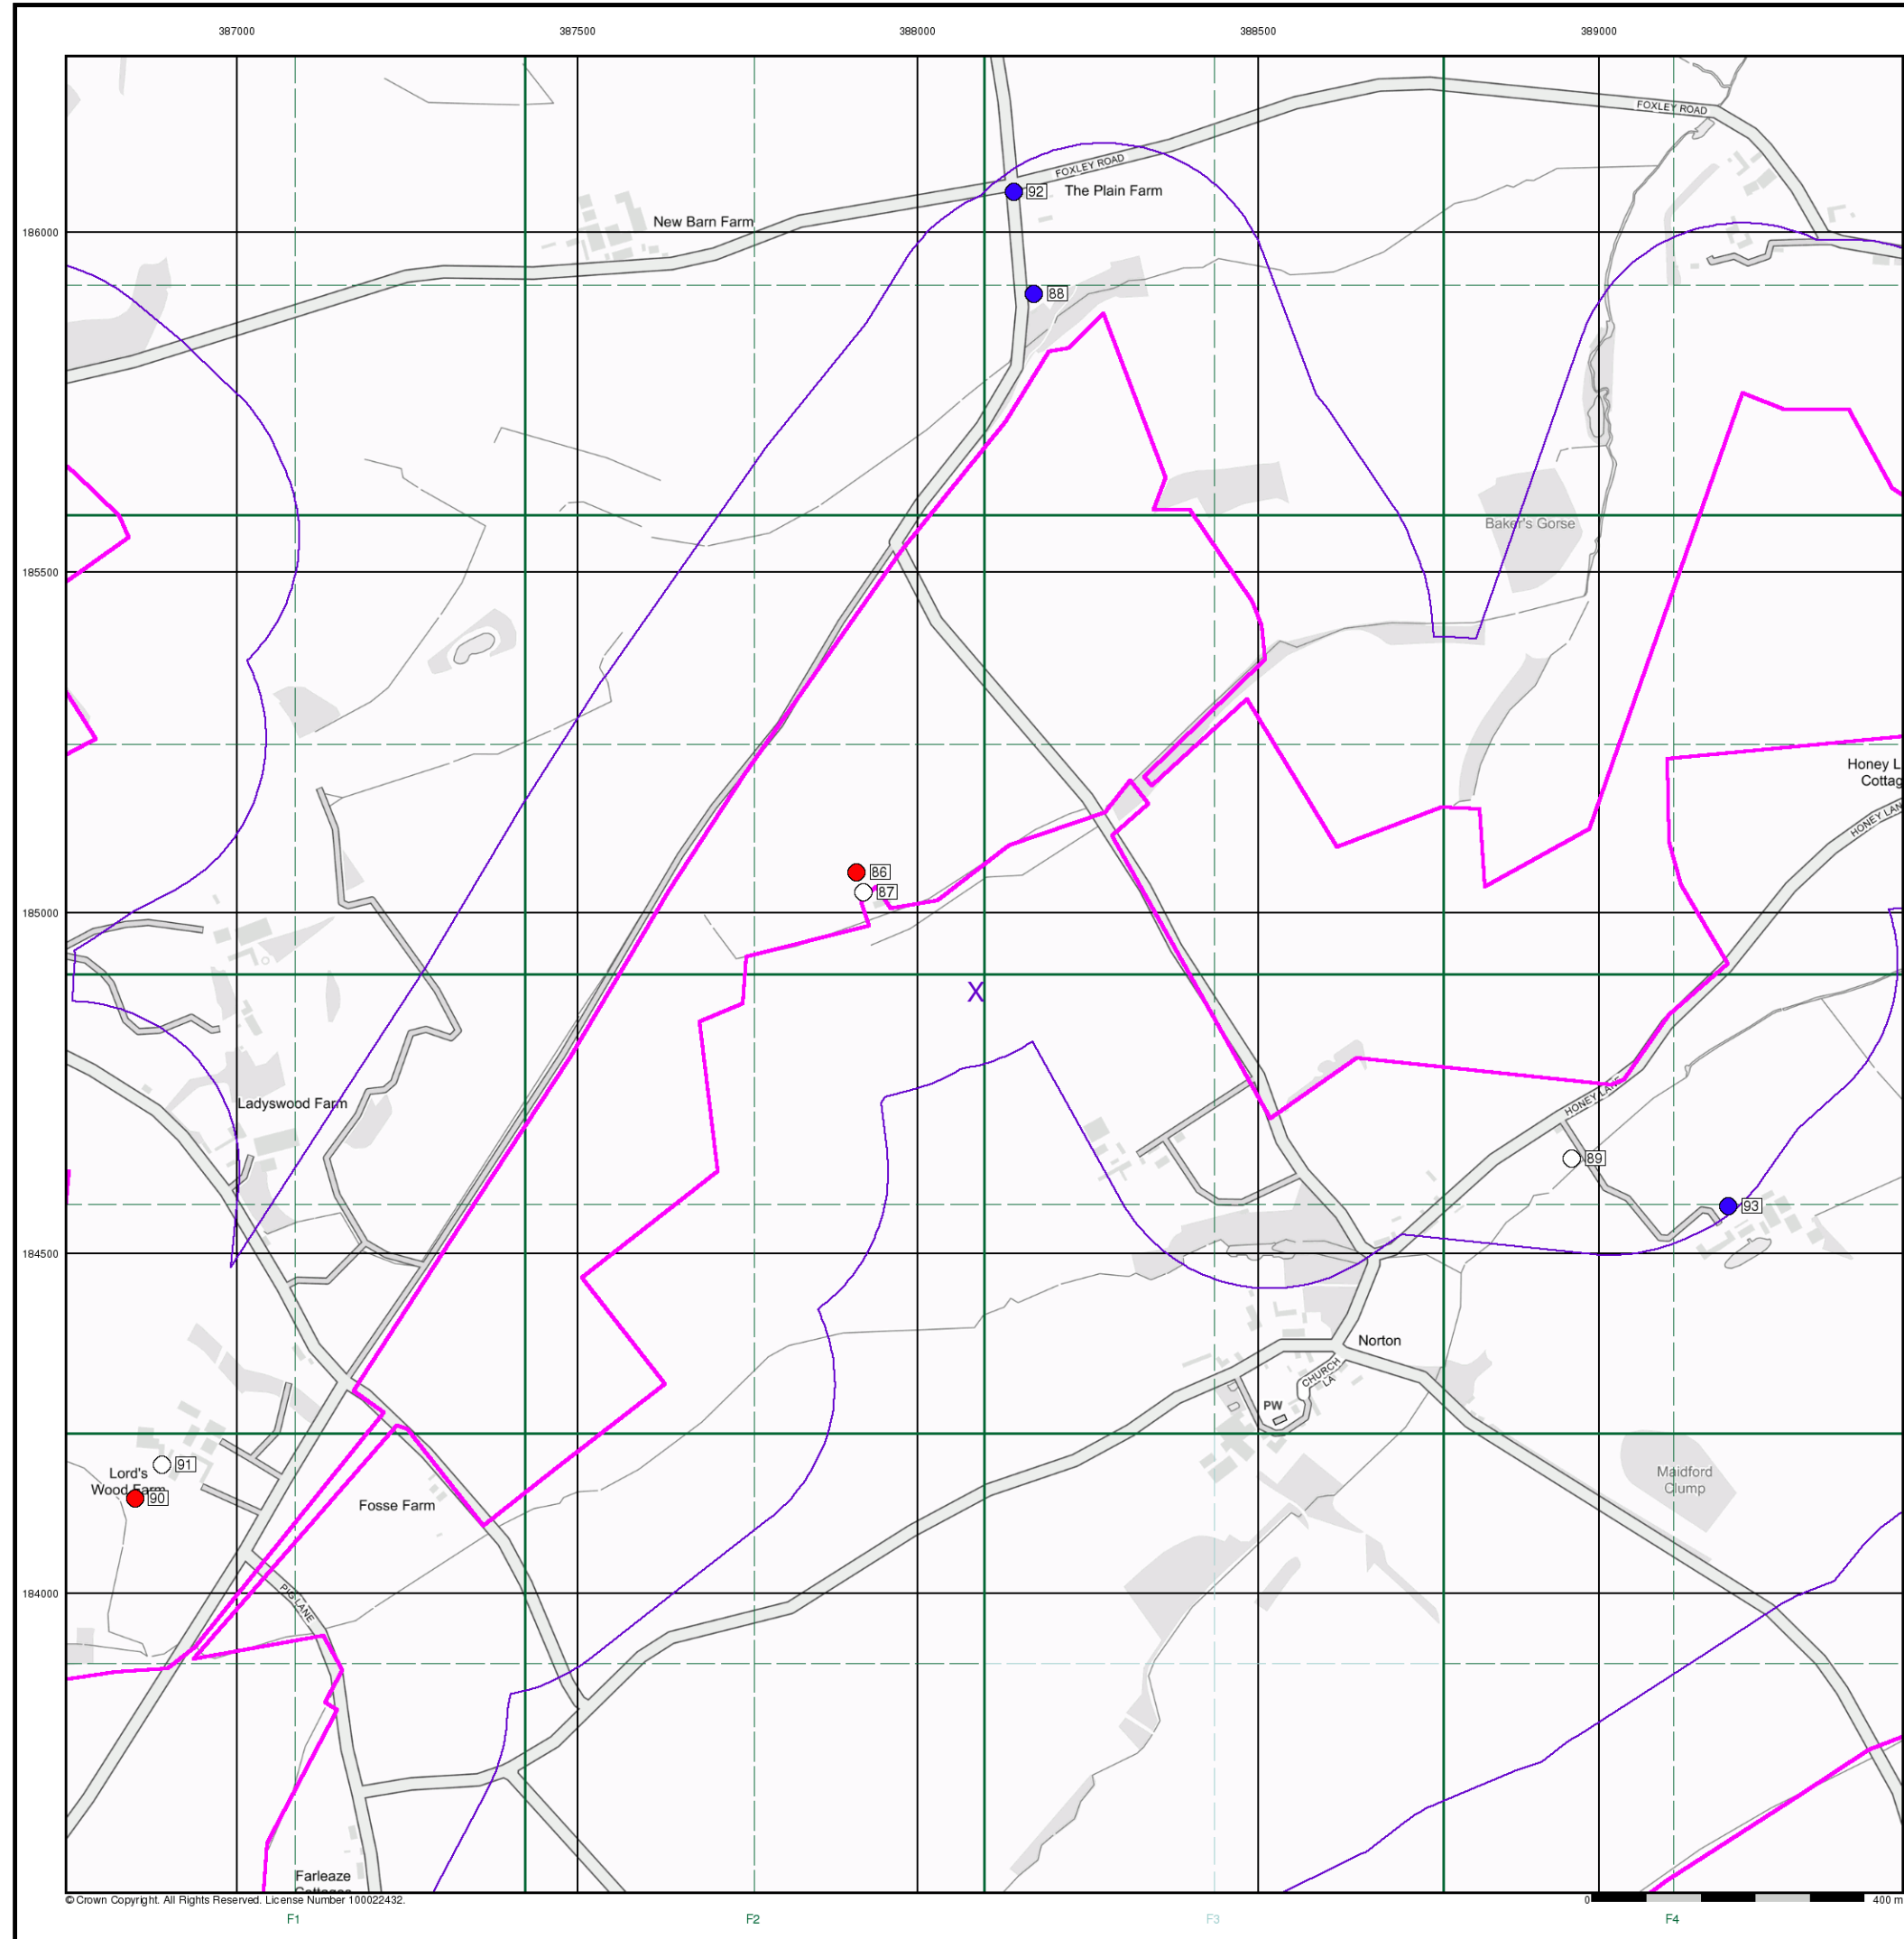 387000 387500 388000 388500 389000
FOXLEY ROAD
FOXLEY ROAD
92
The Plain Farm
New Barn Farm
186000
88
Baker's Gorse
185500
Honey L
Cottag
HONEY LAN
86
87
185000
X
HONEY LANE
Ladyswood Farm
89
93
184500
Norton
CHURCH
LA
PW
91
Lord's
Wood Farm
90
Fosse Farm
Maidford
Clump
184000
PIG LANE
Farleaze
Cottages
© Crown Copyright. All Rights Reserved. License Number 100022432.
0 400 m
F1 F2 F3 F4